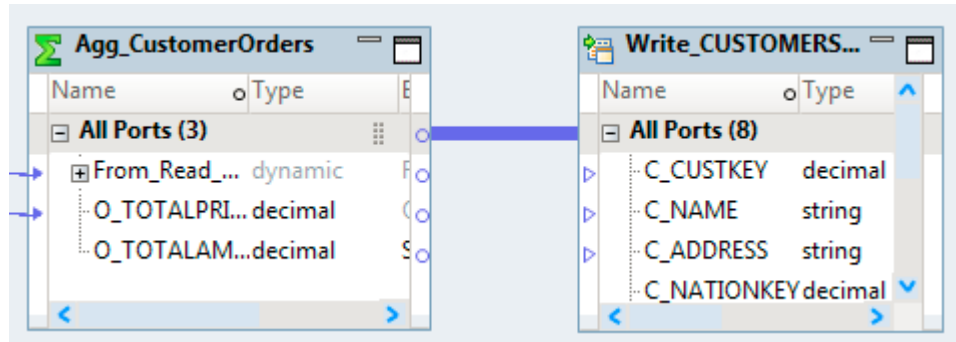 Agg_CustomerOrders
Name Type E
All Ports (3)
From_Read_... dynamic F
O_TOTALPRI... decimal
O_TOTALAM... decimal S
Write_CUSTOMERS...
Name Type
All Ports (8)
C_CUSTKEY decimal
C_NAME string
C_ADDRESS string
C_NATIONKEY decimal